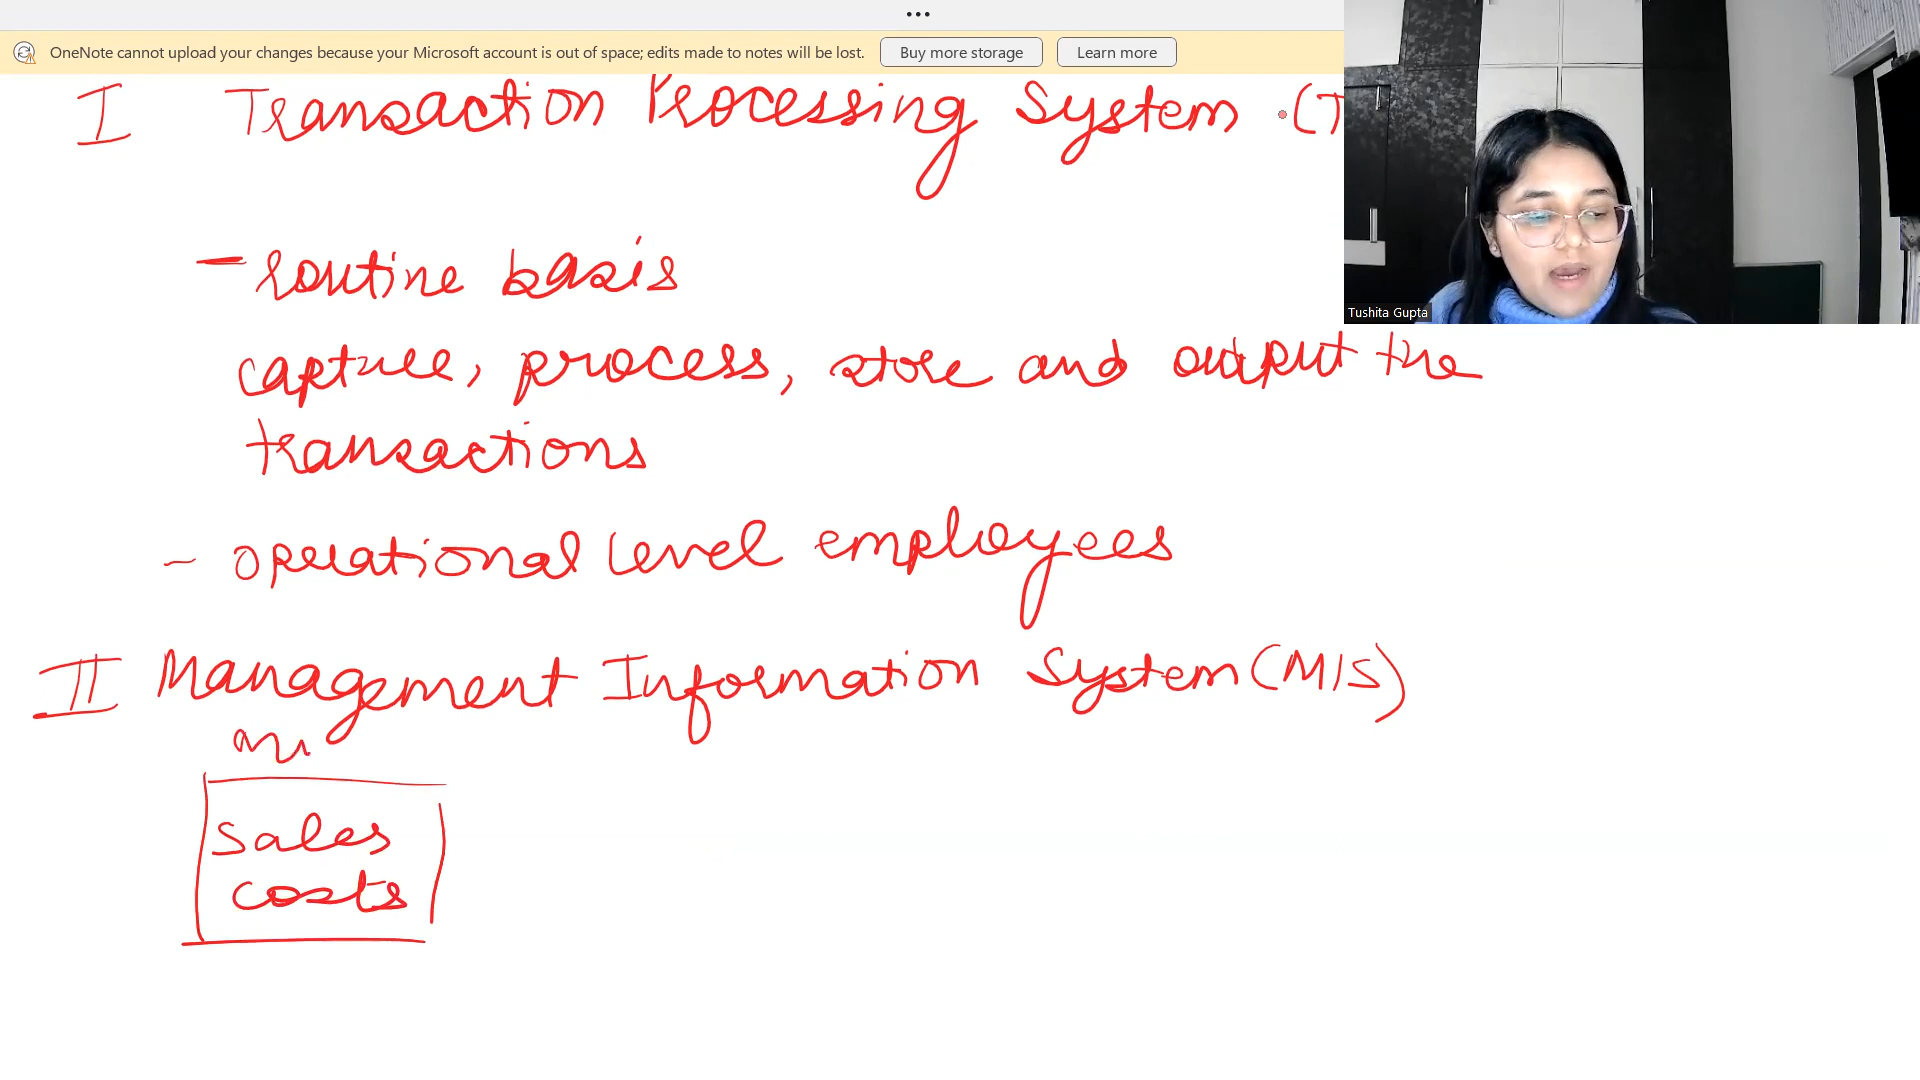 •••
OneNote cannot upload your changes because your Microsoft account is out of space; edits made to notes will be lost. Buy more storage Learn more
I Transaction Processing System (T
Tushita Gupta
- routine basis
capture, process, store and output the
transactions
- operational level employees
II Management Information System (MIS)
Sales
costs